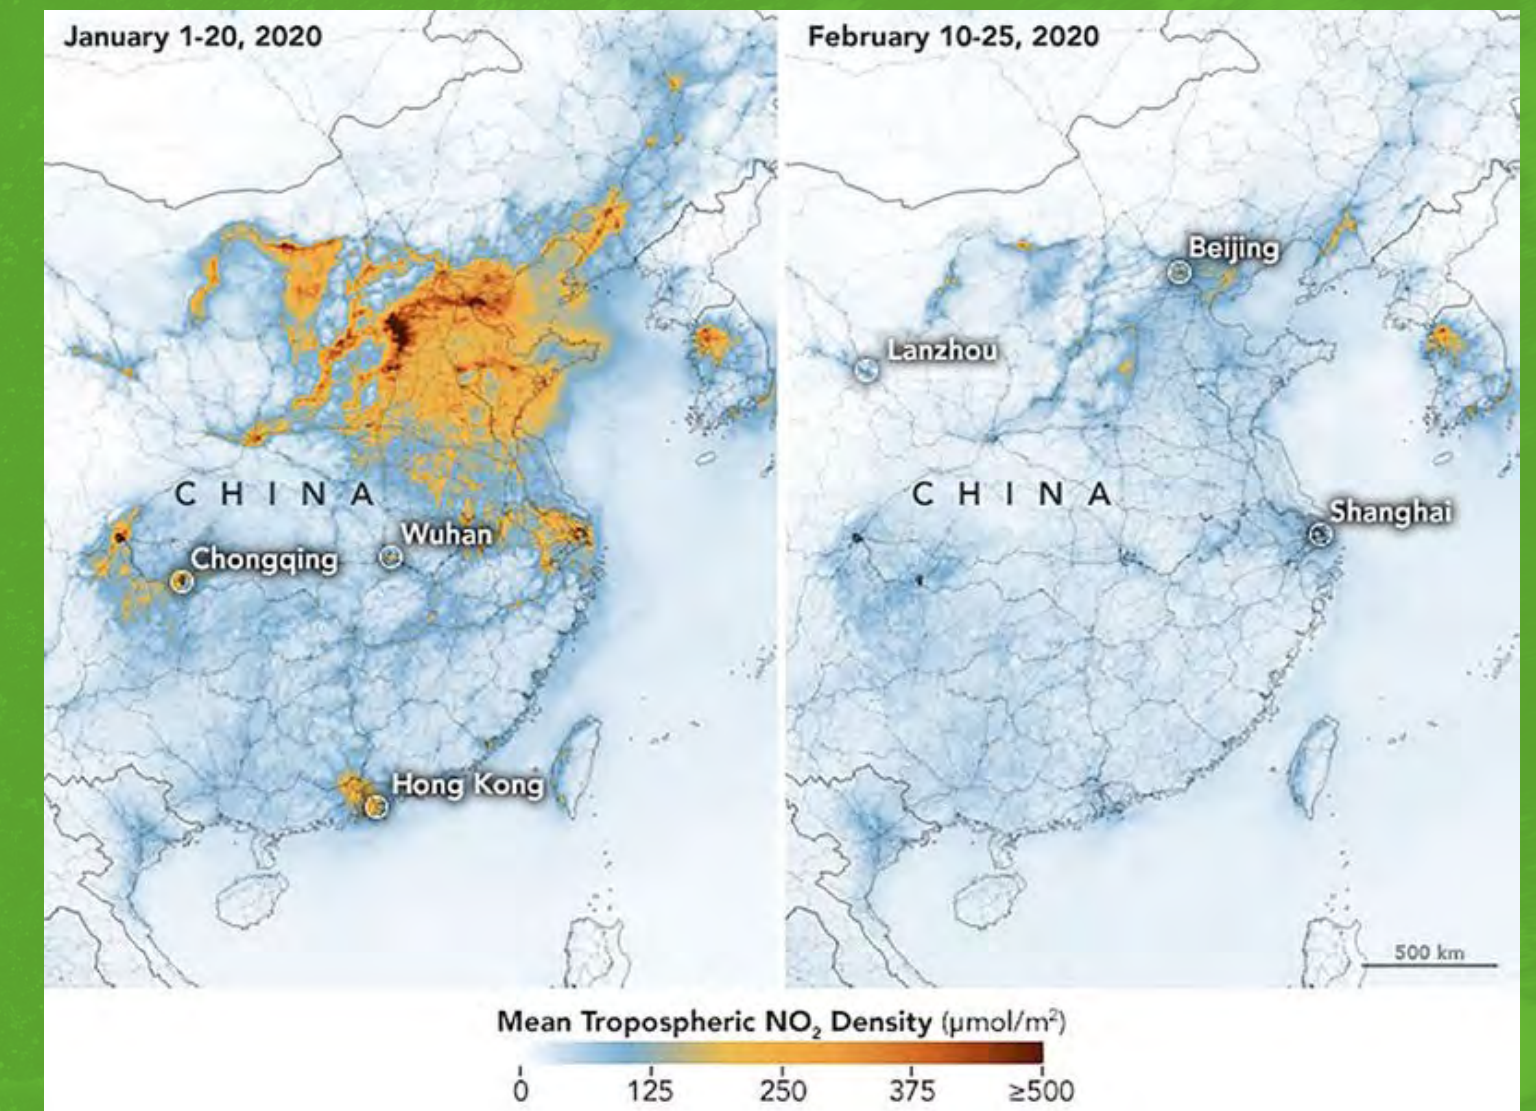 January 1-20, 2020
CHINA
Wuhan
Chongqing
Hong Kong
February 10-25, 2020
Beijing
Lanzhou
CHINA
Shanghai
500 km
Mean Tropospheric NO₂ Density (µmol/m²)
0 125 250 375 ≥500